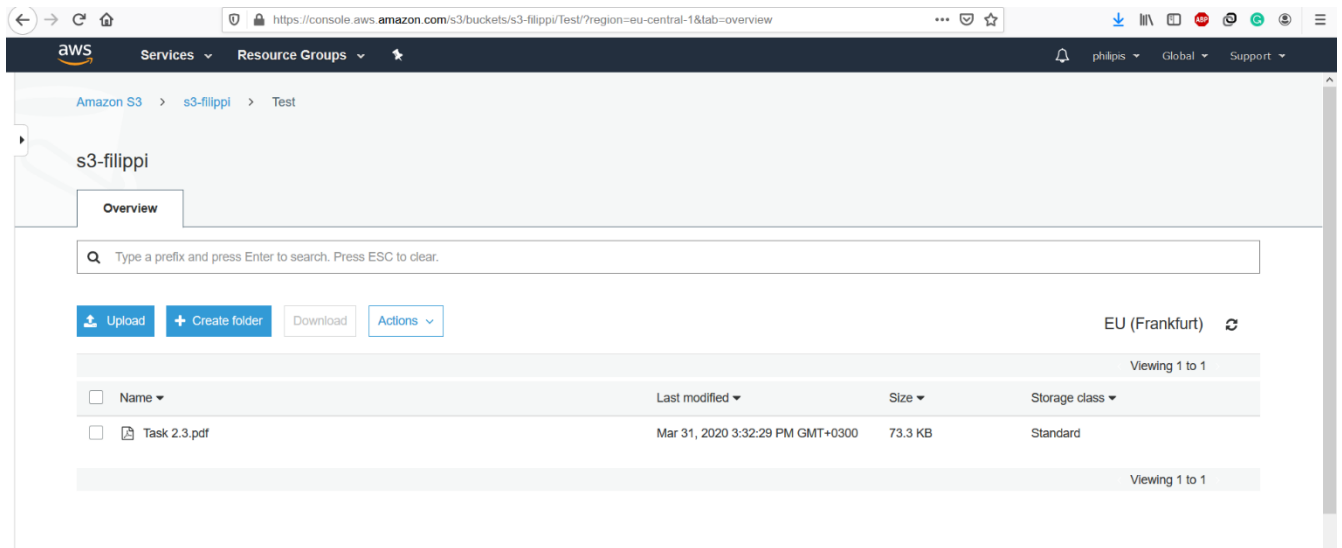 https://console.aws.amazon.com/s3/buckets/s3-filippi/Test/?region=eu-central-1&tab=overview
ABP
G
aws Services Resource Groups philipis Global Support
Amazon S3 > s3-filippi > Test
s3-filippi
Overview
Type a prefix and press Enter to search. Press ESC to clear.
Upload + Create folder Download Actions
EU (Frankfurt)
Viewing 1 to 1
Name Last modified Size Storage class
Task 2.3.pdf Mar 31, 2020 3:32:29 PM GMT+0300 73.3 KB Standard
Viewing 1 to 1